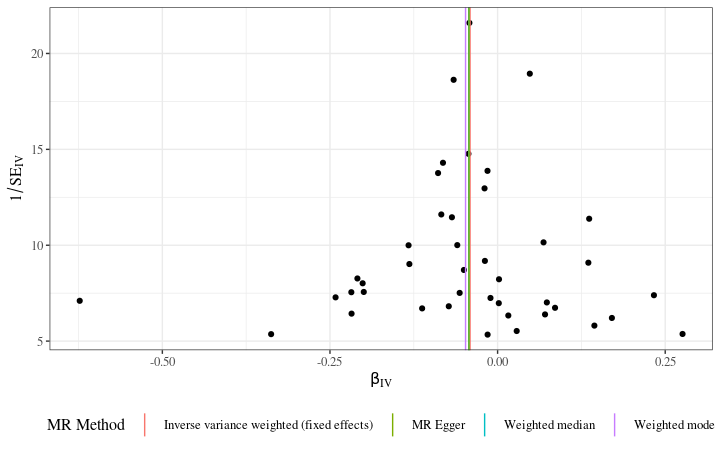 20
15
10
5
1/SE_IV
-0.50
-0.25
0.00
0.25
β_IV
MR Method
Inverse variance weighted (fixed effects)
MR Egger
Weighted median
Weighted mode